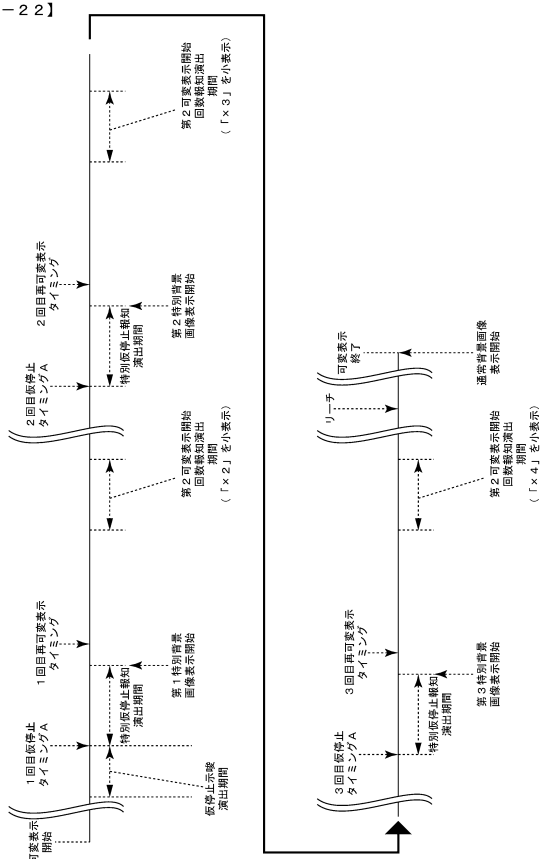 －２２】
可変表示
開始
仮停止示唆
演出期間
１回目仮停止
タイミングＡ
特別仮停止報知
演出期間
第１特別背景
画像表示開始
１回目再可変表示
タイミング
第２可変表示開始
回数報知演出
期間
（「×２」を小表示）
２回目仮停止
タイミングＡ
特別仮停止報知
演出期間
第２特別背景
画像表示開始
２回目再可変表示
タイミング
第２可変表示開始
回数報知演出
期間
（「×３」を小表示）
３回目仮停止
タイミングＡ
特別仮停止報知
演出期間
第３特別背景
画像表示開始
３回目再可変表示
タイミング
第２可変表示開始
回数報知演出
期間
（「×４」を小表示）
リーチ
可変表示
終了
通常背景画像
表示開始